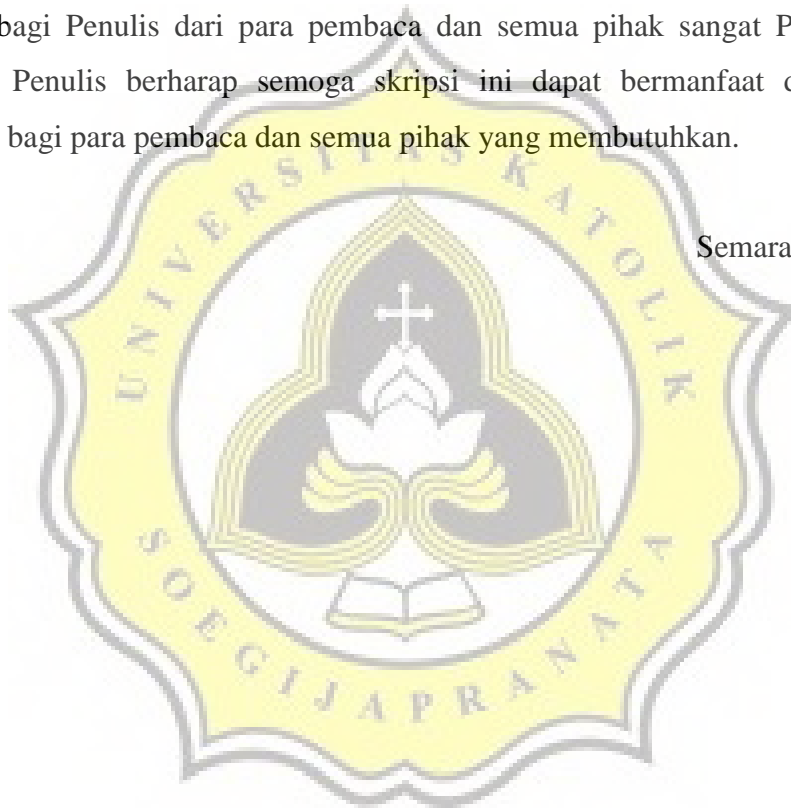 bagi Penulis dari para pembaca dan semua pihak sangat P
Penulis berharap semoga skripsi ini dapat bermanfaat d
bagi para pembaca dan semua pihak yang membutuhkan.
Semara
UNIVERSITAS KATOLIK
SOEGIJAPRANATA